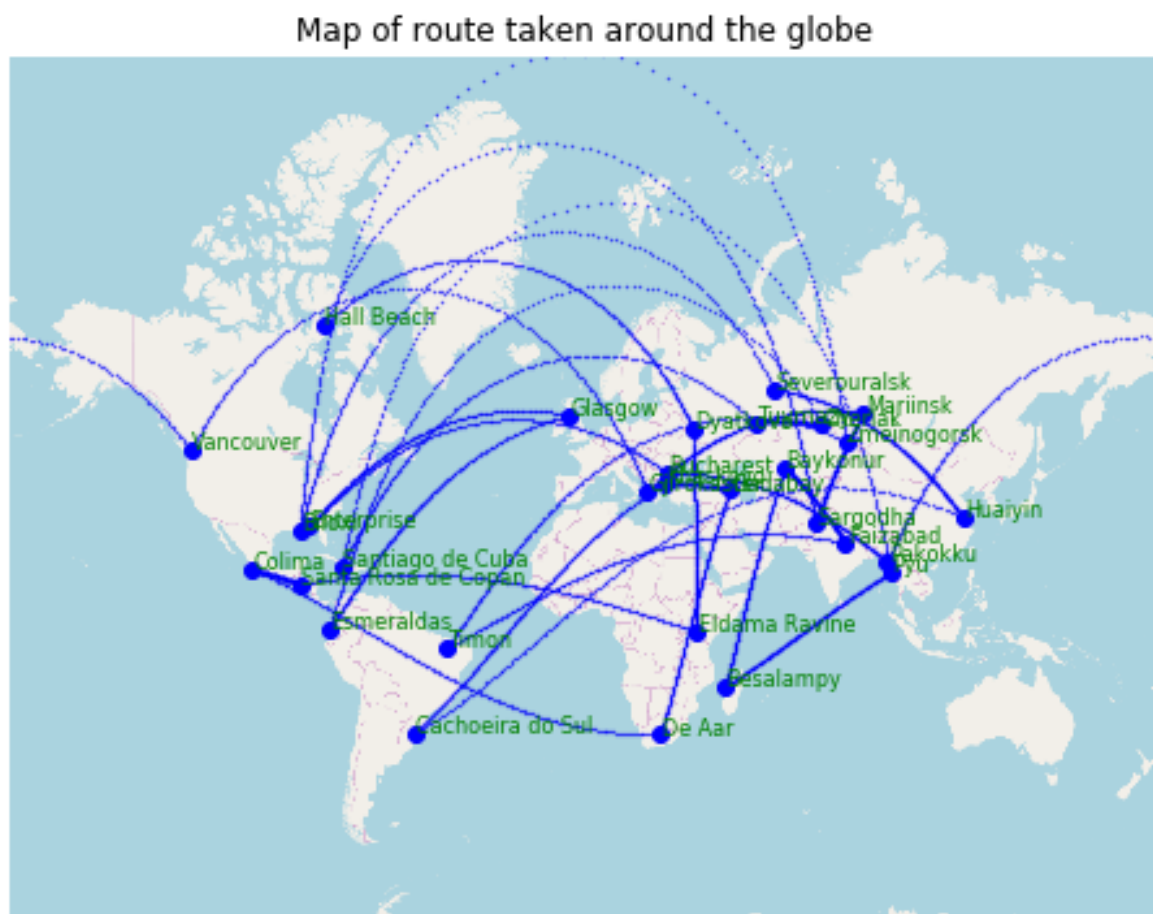 Map of route taken around the globe
Hall Beach
Severouralsk
Mariinsk
Glasgow
Zmeinogorsk
Vancouver
Bucharest
Baykonur
Huaiyin
Enterprise
Sargodha
Faizabad
Santiago de Cuba
Colima
Pakokku
Pyu
Santa Rosa de Copan
Esmeraldas
Eldama Ravine
Timon
Besalampy
Cachoeira do Sul
De Aar